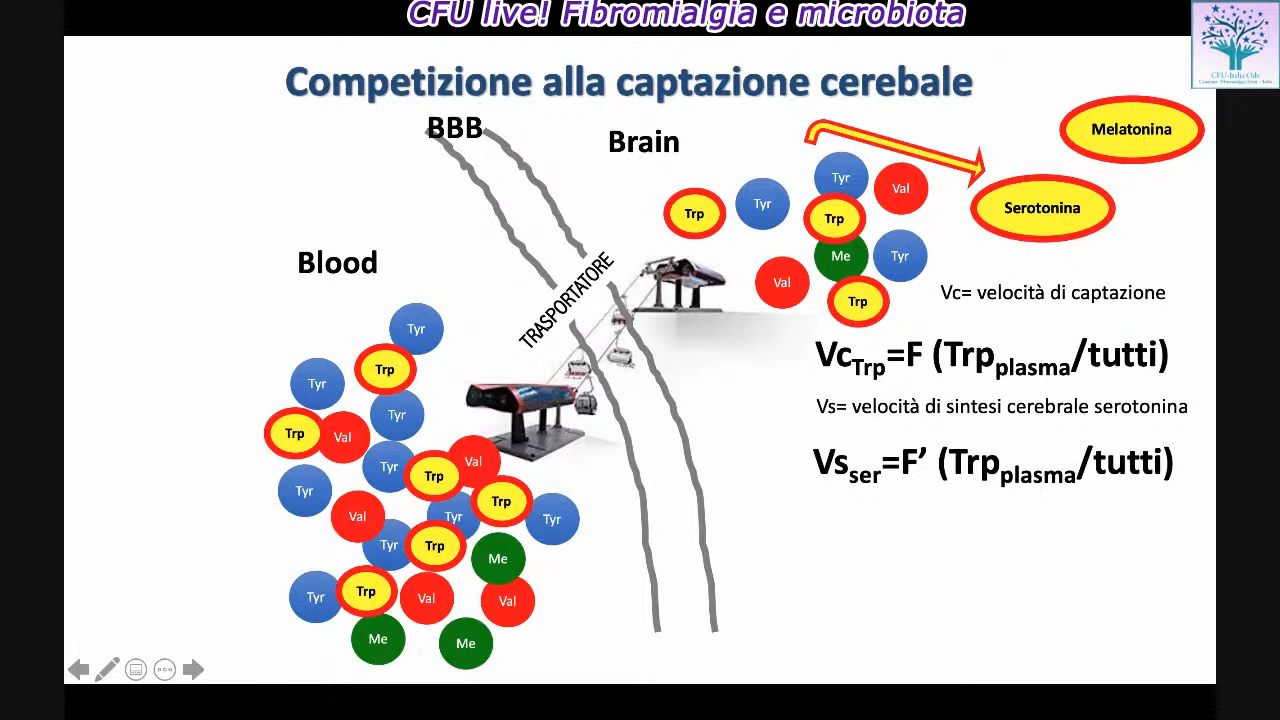 CFU live! Fibromialgia e microbiota
CFU-Italia Odv
Competizione alla captazione cerebale
BBB
Brain
Blood
TRASPORTATORE
Melatonina
Serotonina
Tyr
Val
Trp
Tyr
Trp
Me
Tyr
Val
Trp
Vc= velocità di captazione
VcTrp=F (Trpplasma/tutti)
Vs= velocità di sintesi cerebrale serotonina
Vsser=F’ (Trpplasma/tutti)
Tyr
Trp
Tyr
Tyr
Trp
Val
Tyr
Val
Trp
Tyr
Trp
Val
Tyr
Tyr
Tyr
Trp
Me
Trp
Tyr
Val
Val
Me
Me